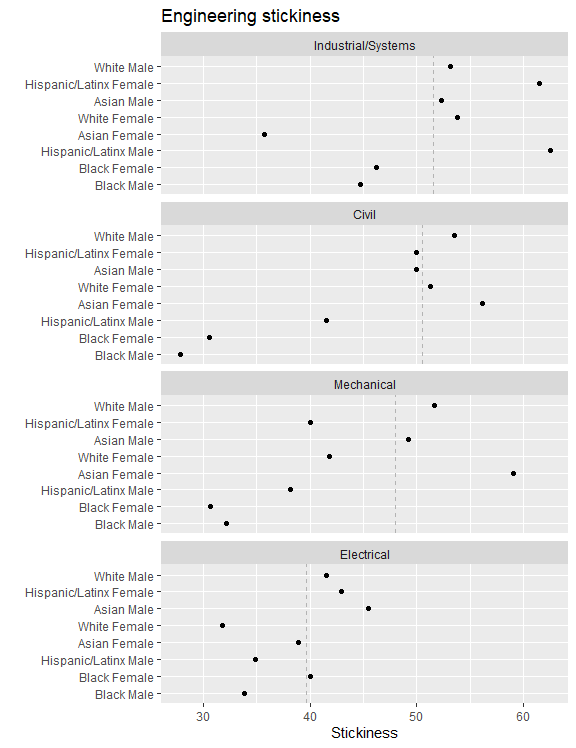 Engineering stickiness
Industrial/Systems
White Male
Hispanic/Latinx Female
Asian Male
White Female
Asian Female
Hispanic/Latinx Male
Black Female
Black Male
Civil
White Male
Hispanic/Latinx Female
Asian Male
White Female
Asian Female
Hispanic/Latinx Male
Black Female
Black Male
Mechanical
White Male
Hispanic/Latinx Female
Asian Male
White Female
Asian Female
Hispanic/Latinx Male
Black Female
Black Male
Electrical
White Male
Hispanic/Latinx Female
Asian Male
White Female
Asian Female
Hispanic/Latinx Male
Black Female
Black Male
30 40 50 60
Stickiness